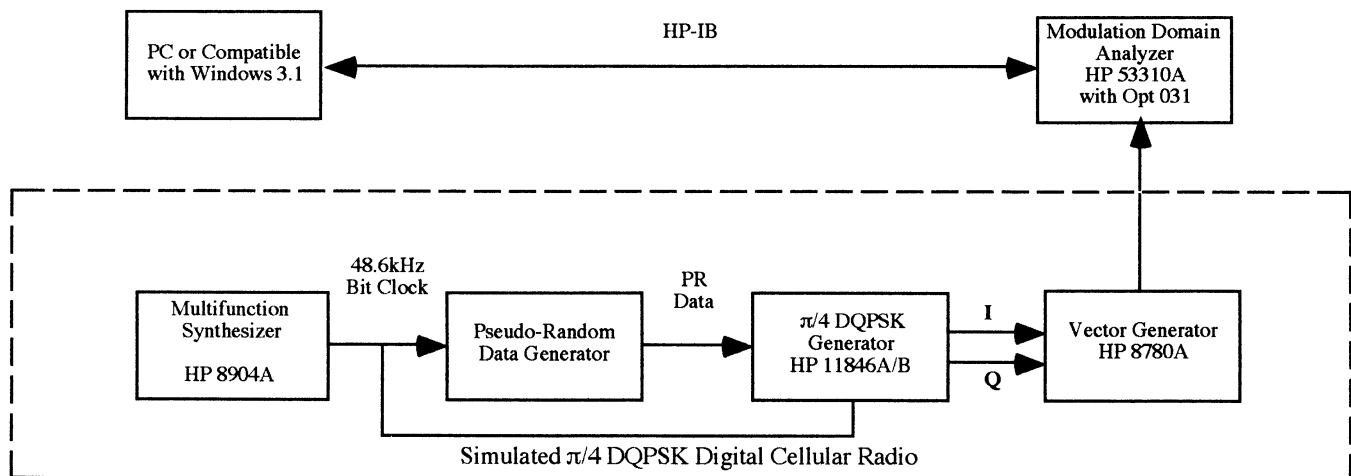 PC or Compatible
with Windows 3.1
HP-IB
Modulation Domain
Analyzer
HP 53310A
with Opt 031
Multifunction
Synthesizer
HP 8904A
48.6kHz
Bit Clock
Pseudo-Random
Data Generator
PR
Data
π/4 DQPSK
Generator
HP 11846A/B
I
Q
Vector Generator
HP 8780A
Simulated π/4 DQPSK Digital Cellular Radio